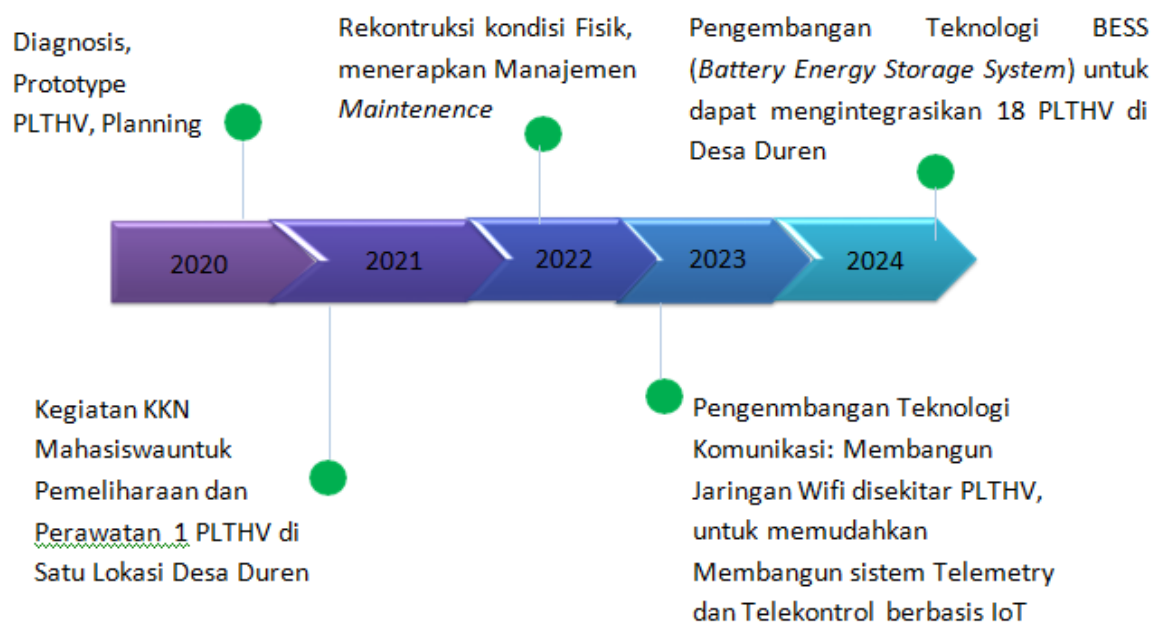 Diagnosis,
Prototype
PLTHV, Planning
Rekontruksi kondisi Fisik,
menerapkan Manajemen
Maintenence
Pengembangan Teknologi BESS
(Battery Energy Storage System) untuk
dapat mengintegrasikan 18 PLTHV di
Desa Duren
2020
2021
2022
2023
2024
Kegiatan KKN
Mahasiswauntuk
Pemeliharaan dan
Perawatan 1 PLTHV di
Satu Lokasi Desa Duren
Pengenmbangan Teknologi
Komunikasi: Membangun
Jaringan Wifi disekitar PLTHV,
untuk memudahkan
Membangun sistem Telemetry
dan Telekontrol berbasis IoT